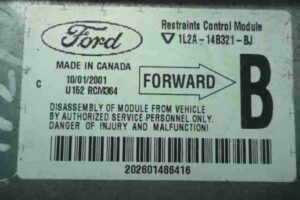 Ford
Restraints Control Module
1L2A-14B321-BJ
MADE IN CANADA
10/01/2001
C
U152 RCM364
FORWARD
B
DISASSEMBLY OF MODULE FROM VEHICLE
BY AUTHORIZED SERVICE PERSONNEL ONLY.
DANGER OF INJURY AND MALFUNCTION!
202601486416